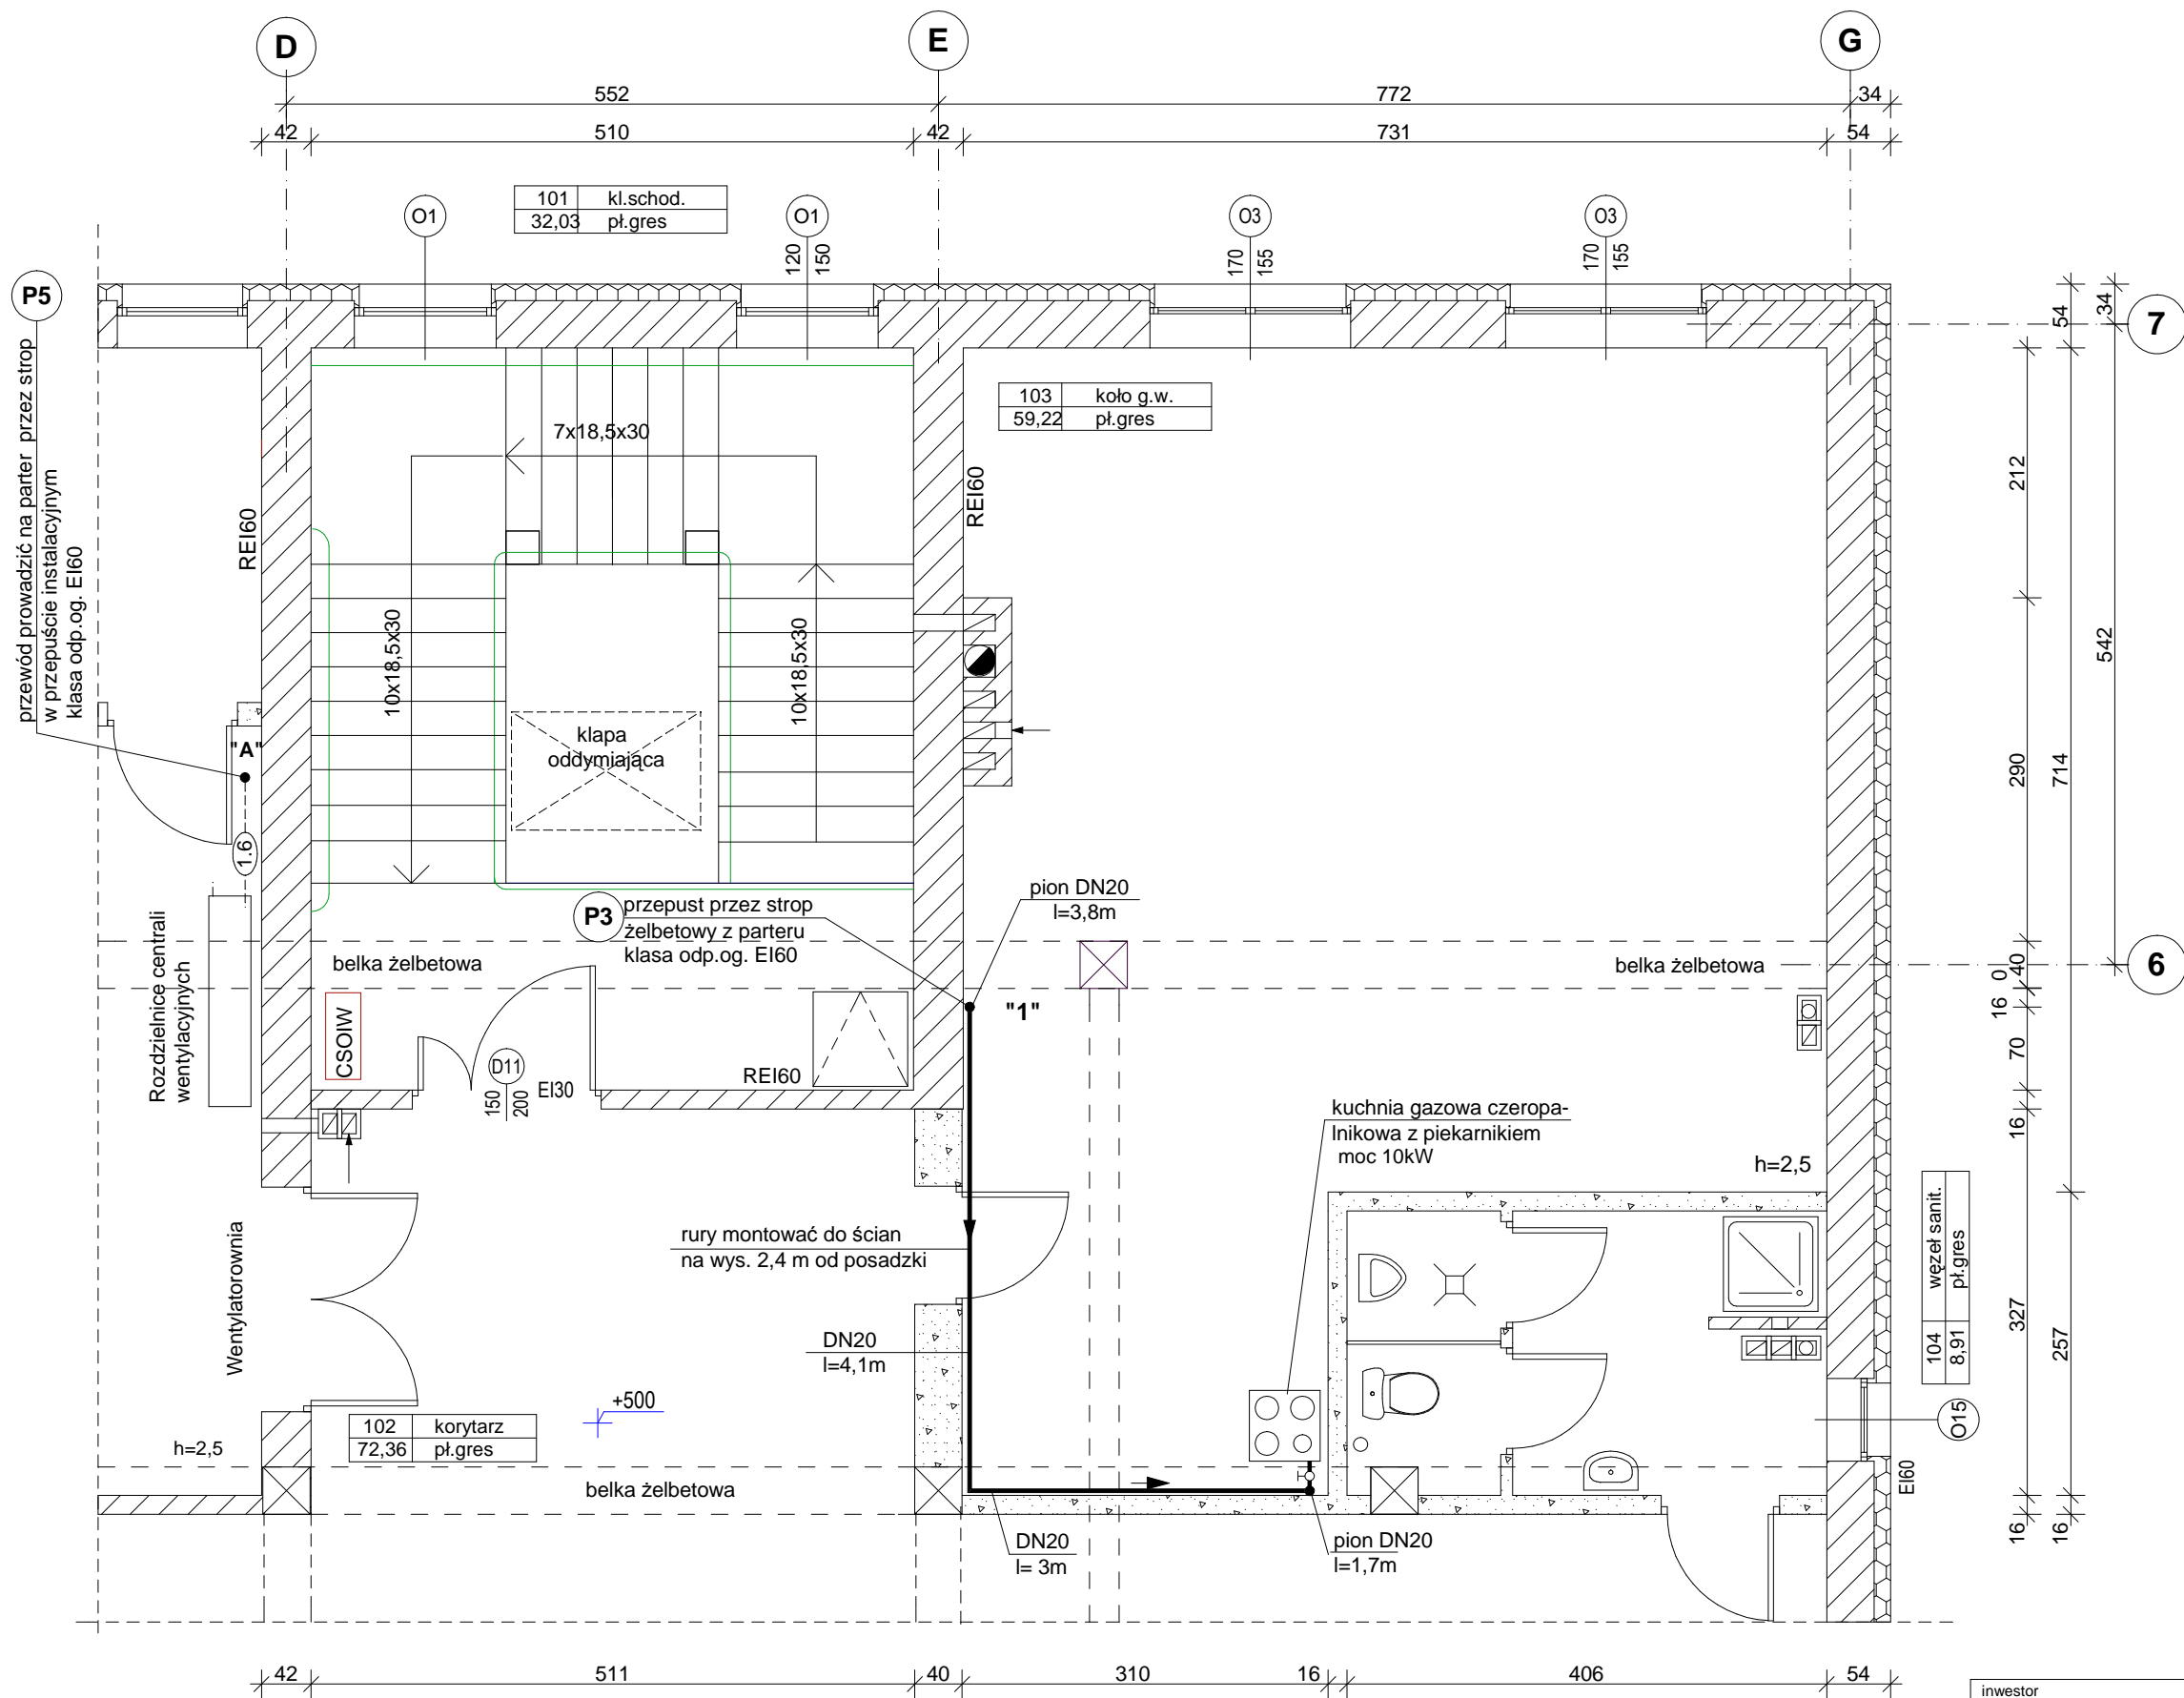 D
E
G
552
772
34
42
510
42
731
54
101 kl.schod.
32,03 pł.gres
O1
O1
120
150
O3
170
155
O3
170
155
P5
przewód prowadzić na parter przez strop
w przepuście instalacyjnym
klasa odp.og. EI60
54
34
7
103 koło g.w.
59,22 pł.gres
7x18,5x30
REI60
REI60
212
10x18,5x30
10x18,5x30
290
714
542
klapa
oddymiająca
"A"
1.6
pion DN20
l=3,8m
P3
przepust przez strop
żelbetowy z parteru
klasa odp.og. EI60
Rozdzielnice centrali
wentylacyjnych
belka żelbetowa
belka żelbetowa
6
40
0
16
"1"
CSOIW
D11
150
200
EI30
REI60
70
16
kuchnia gazowa czeropa-
lnikowa z piekarnikiem
moc 10kW
h=2,5
Wentylatorownia
rury montować do ścian
na wys. 2,4 m od posadzki
104 węzeł sanit.
8,91 pł.gres
327
257
DN20
l=4,1m
+500
102 korytarz
72,36 pł.gres
h=2,5
O15
EI60
belka żelbetowa
16
16
DN20
l= 3m
pion DN20
l=1,7m
42
511
40
310
16
406
54
inwestor